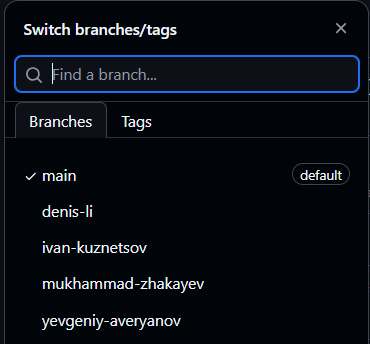 Switch branches/tags
Find a branch...
Branches Tags
main default
denis-li
ivan-kuznetsov
mukhammad-zhakayev
yevgeniy-averyanov